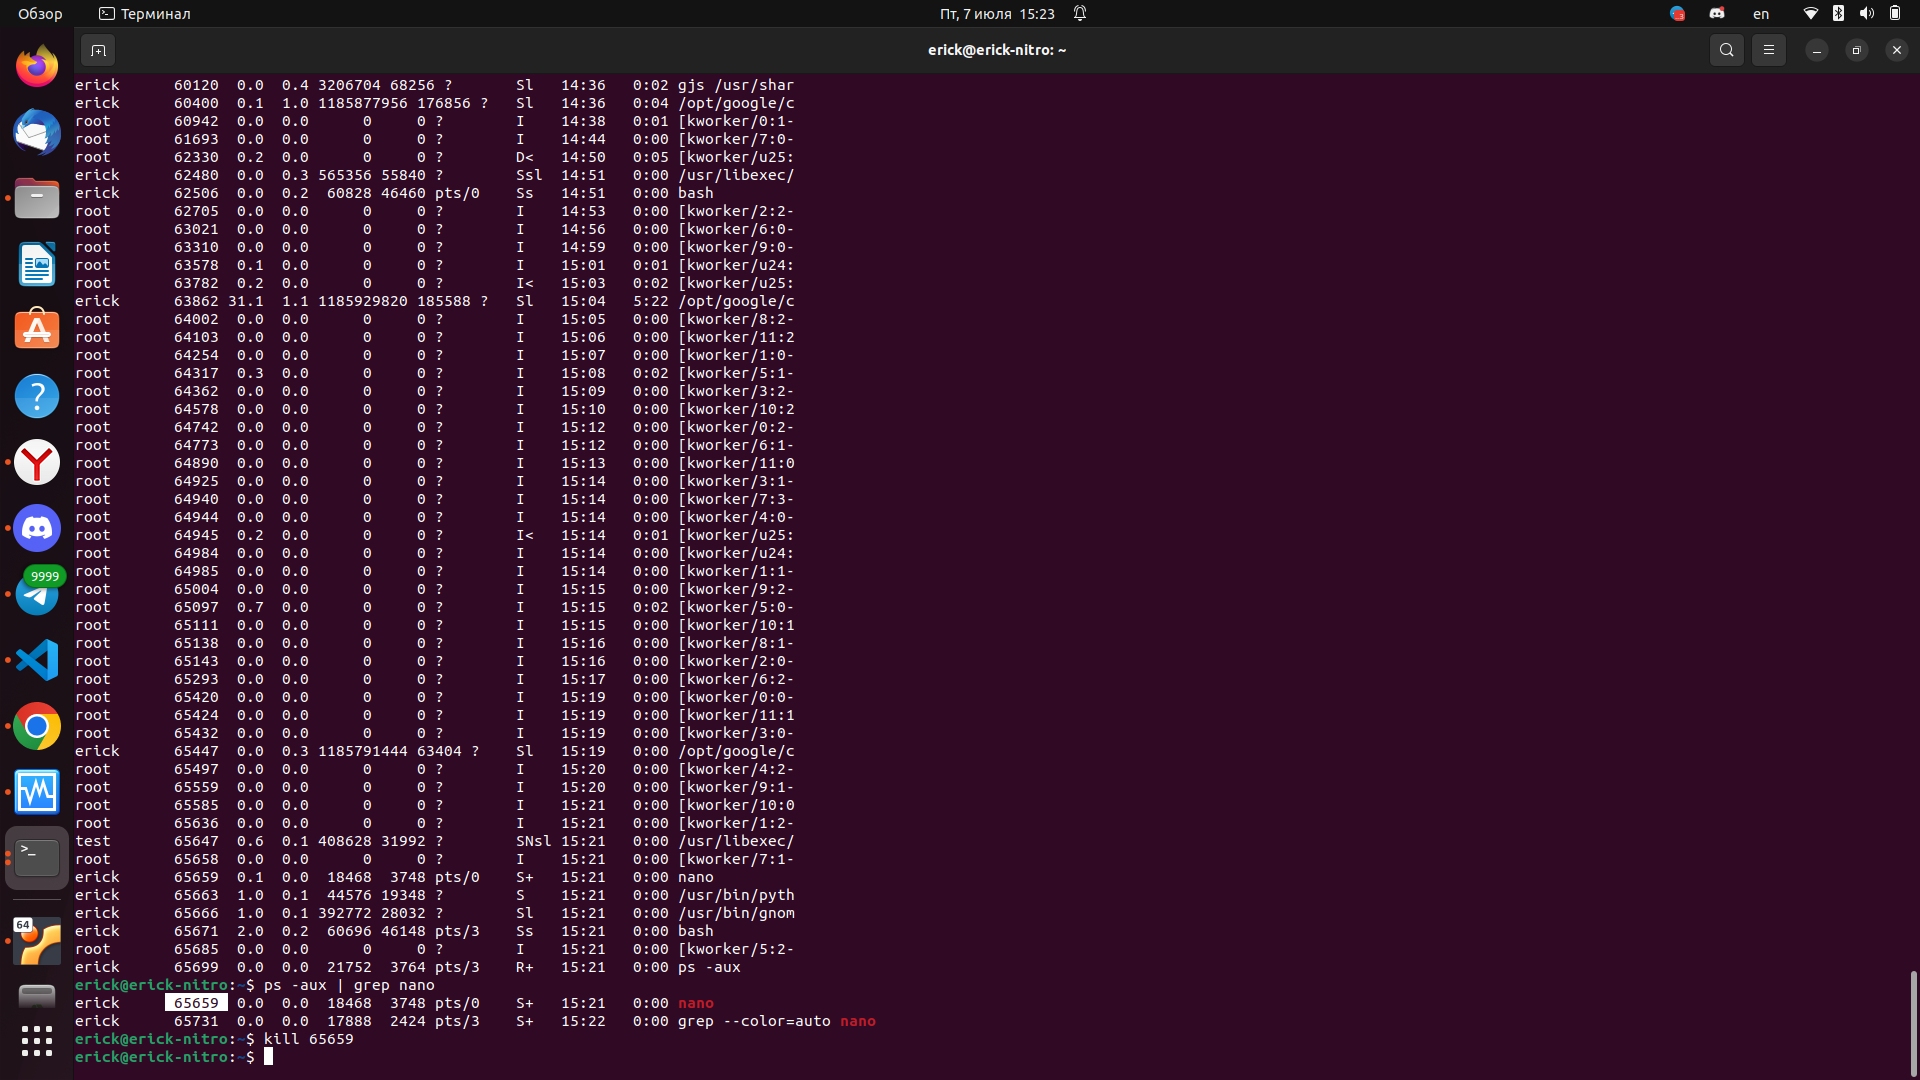 Обзор Терминал Пт, 7 июля 15:23 en
erick@erick-nitro: ~
erick 60120 0.0 0.4 3206704 68256 ? Sl 14:36 0:02 gjs /usr/shar
erick 60400 0.1 1.0 1185877956 176856 ? Sl 14:36 0:04 /opt/google/c
root 60942 0.0 0.0 0 0 ? I 14:38 0:01 [kworker/0:1-
root 61693 0.0 0.0 0 0 ? I 14:44 0:00 [kworker/7:0-
root 62330 0.2 0.0 0 0 ? D< 14:50 0:05 [kworker/u25:
erick 62480 0.0 0.3 565356 55840 ? Ssl 14:51 0:00 /usr/libexec/
erick 62506 0.0 0.2 60828 46460 pts/0 Ss 14:51 0:00 bash
root 62705 0.0 0.0 0 0 ? I 14:53 0:00 [kworker/2:2-
root 63021 0.0 0.0 0 0 ? I 14:56 0:00 [kworker/6:0-
root 63310 0.0 0.0 0 0 ? I 14:59 0:00 [kworker/9:0-
root 63578 0.1 0.0 0 0 ? I 15:01 0:01 [kworker/u24:
root 63782 0.2 0.0 0 0 ? I< 15:03 0:02 [kworker/u25:
erick 63862 31.1 1.1 1185929820 185588 ? Sl 15:04 5:22 /opt/google/c
root 64002 0.0 0.0 0 0 ? I 15:05 0:00 [kworker/8:2-
root 64103 0.0 0.0 0 0 ? I 15:06 0:00 [kworker/11:2
root 64254 0.0 0.0 0 0 ? I 15:07 0:00 [kworker/1:0-
root 64317 0.3 0.0 0 0 ? I 15:08 0:02 [kworker/5:1-
root 64362 0.0 0.0 0 0 ? I 15:09 0:00 [kworker/3:2-
root 64578 0.0 0.0 0 0 ? I 15:10 0:00 [kworker/10:2
root 64742 0.0 0.0 0 0 ? I 15:12 0:00 [kworker/0:2-
root 64773 0.0 0.0 0 0 ? I 15:12 0:00 [kworker/6:1-
root 64890 0.0 0.0 0 0 ? I 15:13 0:00 [kworker/11:0
root 64925 0.0 0.0 0 0 ? I 15:14 0:00 [kworker/3:1-
root 64940 0.0 0.0 0 0 ? I 15:14 0:00 [kworker/7:3-
root 64944 0.0 0.0 0 0 ? I 15:14 0:00 [kworker/4:0-
root 64945 0.2 0.0 0 0 ? I< 15:14 0:01 [kworker/u25:
root 64984 0.0 0.0 0 0 ? I 15:14 0:00 [kworker/u24:
root 64985 0.0 0.0 0 0 ? I 15:14 0:00 [kworker/1:1-
root 65004 0.0 0.0 0 0 ? I 15:15 0:00 [kworker/9:2-
root 65097 0.7 0.0 0 0 ? I 15:15 0:02 [kworker/5:0-
root 65111 0.0 0.0 0 0 ? I 15:15 0:00 [kworker/10:1
root 65138 0.0 0.0 0 0 ? I 15:16 0:00 [kworker/8:1-
root 65143 0.0 0.0 0 0 ? I 15:16 0:00 [kworker/2:0-
root 65293 0.0 0.0 0 0 ? I 15:17 0:00 [kworker/6:2-
root 65420 0.0 0.0 0 0 ? I 15:19 0:00 [kworker/0:0-
root 65424 0.0 0.0 0 0 ? I 15:19 0:00 [kworker/11:1
root 65432 0.0 0.0 0 0 ? I 15:19 0:00 [kworker/3:0-
erick 65447 0.0 0.3 1185791444 63404 ? Sl 15:19 0:00 /opt/google/c
root 65497 0.0 0.0 0 0 ? I 15:20 0:00 [kworker/4:2-
root 65559 0.0 0.0 0 0 ? I 15:20 0:00 [kworker/9:1-
root 65585 0.0 0.0 0 0 ? I 15:21 0:00 [kworker/10:0
root 65636 0.0 0.0 0 0 ? I 15:21 0:00 [kworker/1:2-
test 65647 0.6 0.1 408628 31992 ? SNsl 15:21 0:00 /usr/libexec/
root 65658 0.0 0.0 0 0 ? I 15:21 0:00 [kworker/7:1-
erick 65659 0.1 0.0 18468 3748 pts/0 S+ 15:21 0:00 nano
erick 65663 1.0 0.1 44576 19348 ? S 15:21 0:00 /usr/bin/pyth
erick 65666 1.0 0.1 392772 28032 ? Sl 15:21 0:00 /usr/bin/gnom
erick 65671 2.0 0.2 60696 46148 pts/3 Ss 15:21 0:00 bash
root 65685 0.0 0.0 0 0 ? I 15:21 0:00 [kworker/5:2-
erick 65699 0.0 0.0 21752 3764 pts/3 R+ 15:21 0:00 ps -aux
erick@erick-nitro:~$ ps -aux | grep nano
erick 65659 0.0 0.0 18468 3748 pts/0 S+ 15:21 0:00 nano
erick 65731 0.0 0.0 17888 2424 pts/3 S+ 15:22 0:00 grep --color=auto nano
erick@erick-nitro:~$ kill 65659
erick@erick-nitro:~$
9999
64